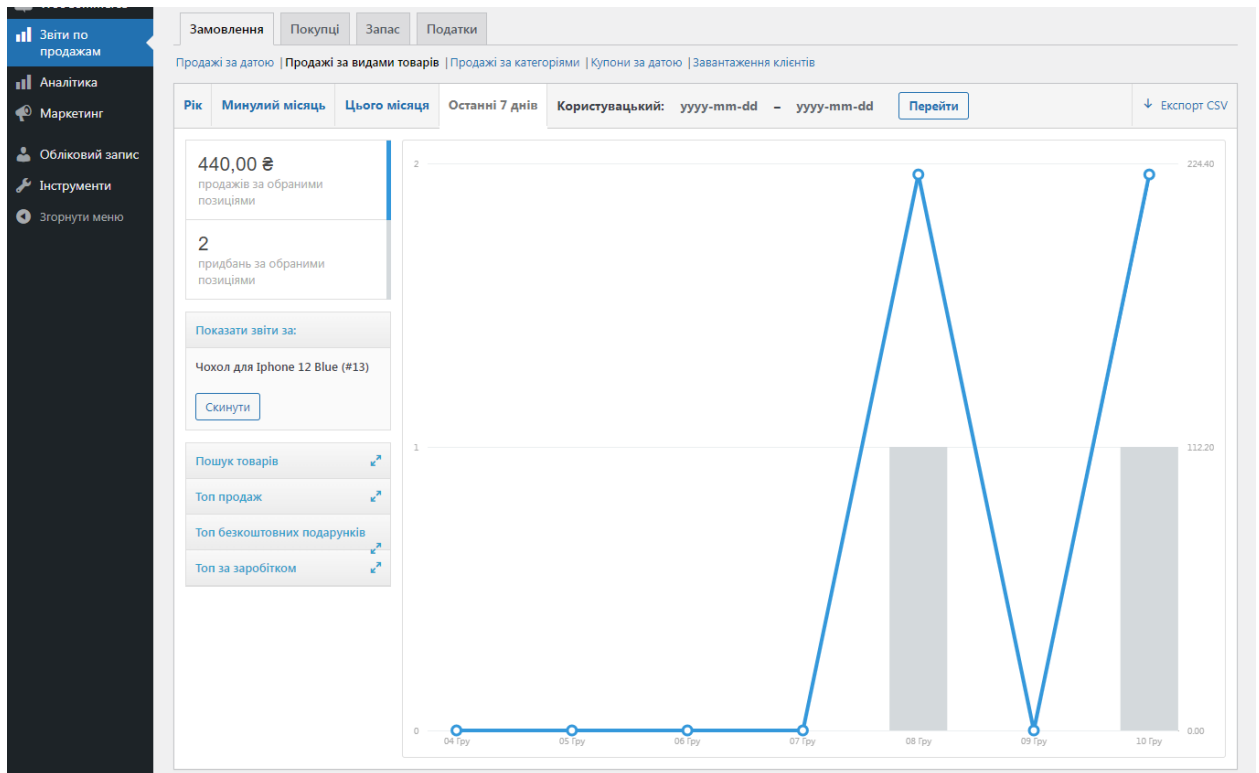 Звіти по
продажам
Аналітика
Маркетинг
Обліковий запис
Інструменти
Згорнути меню
Замовлення Покупці Запас Податки
Продажі за датою | Продажі за видами товарів | Продажі за категоріями | Купони за датою | Завантаження клієнтів
Рік Минулий місяць Цього місяця Останні 7 днів Користувацький: yyyy-mm-dd – yyyy-mm-dd Перейти Експорт CSV
440,00 ₴
продажів за обраними
позиціями
2
придбань за обраними
позиціями
Показати звіти за:
Чохол для Iphone 12 Blue (#13)
Скинути
Пошук товарів
Топ продаж
Топ безкоштовних подарунків
Топ за заробітком
2 224.40
1 112.20
0 0.00
04 Гру 05 Гру 06 Гру 07 Гру 08 Гру 09 Гру 10 Гру